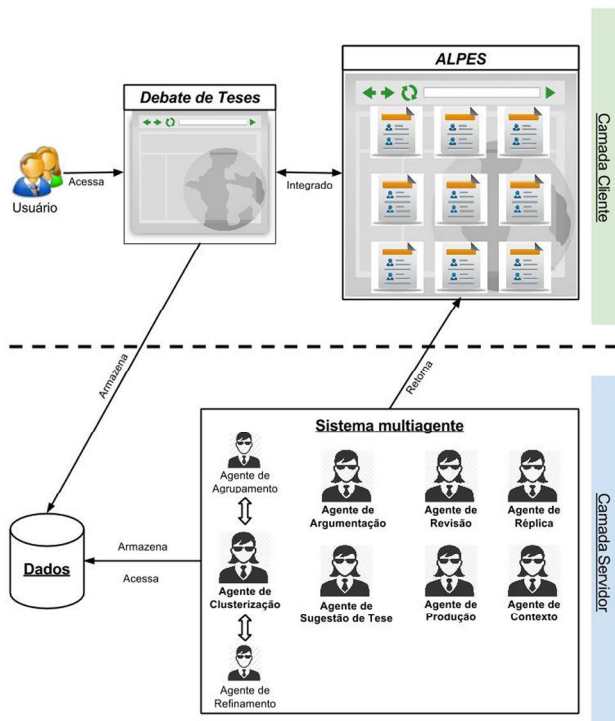 ALPES
Debate de Teses
Camada Cliente
Acessa
Usuário
Integrado
Armazena
Retorna
Sistema multiagente
Agente de
Agrupamento
Agente de
Argumentação
Agente de
Revisão
Agente de
Réplica
Dados
Armazena
Acessa
Agente de
Clusterização
Agente de
Sugestão de Tese
Agente de
Produção
Agente de
Contexto
Agente de
Refinamento
Camada Servidor